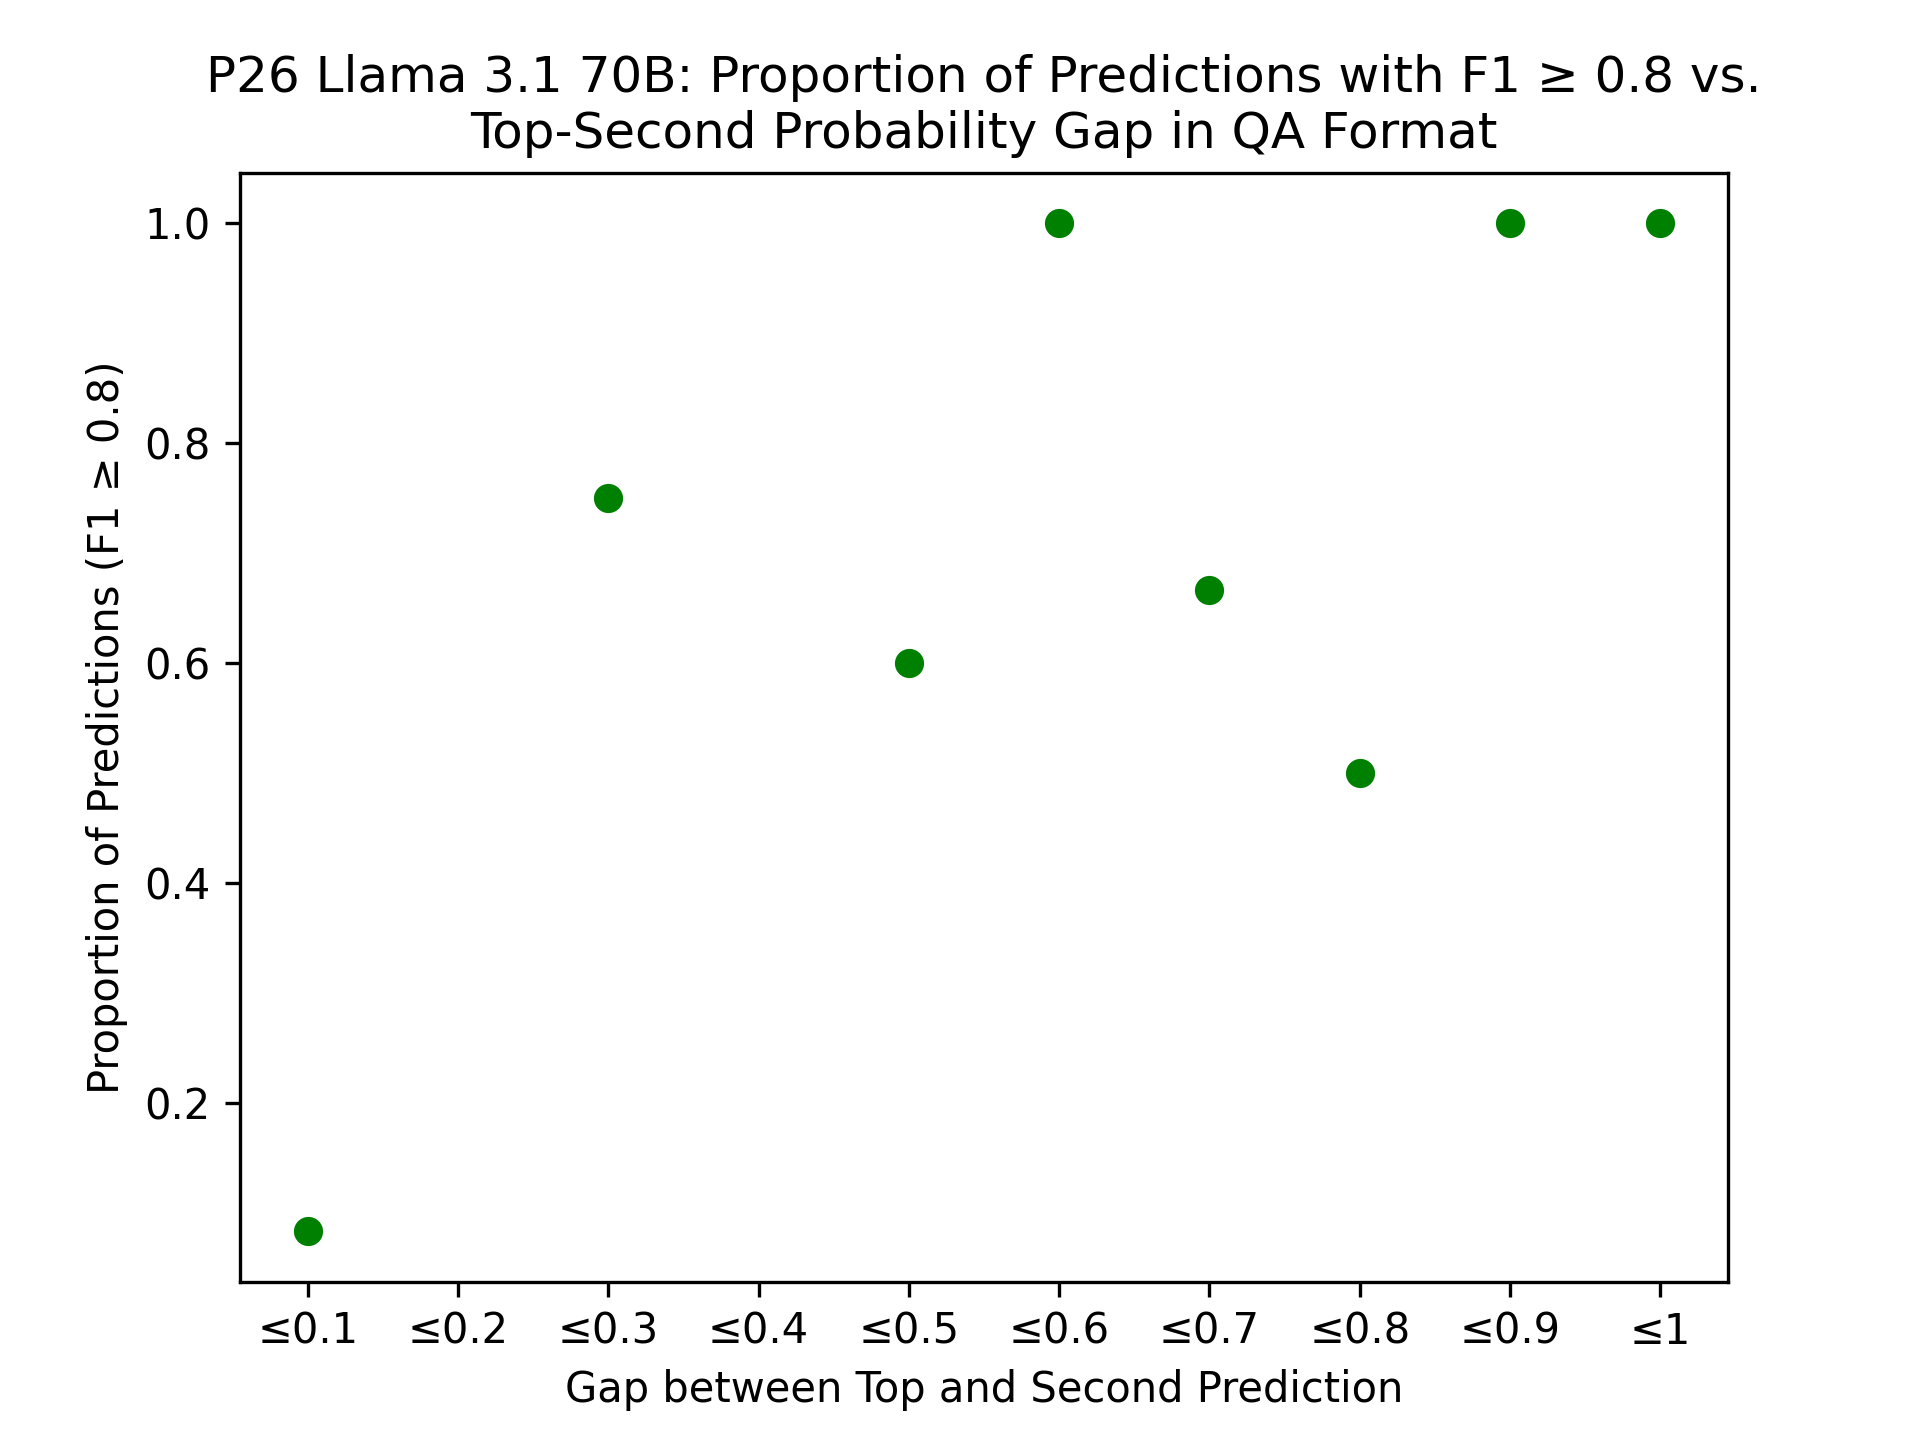 P26 Llama 3.1 70B: Proportion of Predictions with F1 ≥ 0.8 vs.
Top-Second Probability Gap in QA Format
Proportion of Predictions (F1 ≥ 0.8)
1.0
0.8
0.6
0.4
0.2
≤0.1 ≤0.2 ≤0.3 ≤0.4 ≤0.5 ≤0.6 ≤0.7 ≤0.8 ≤0.9 ≤1
Gap between Top and Second Prediction